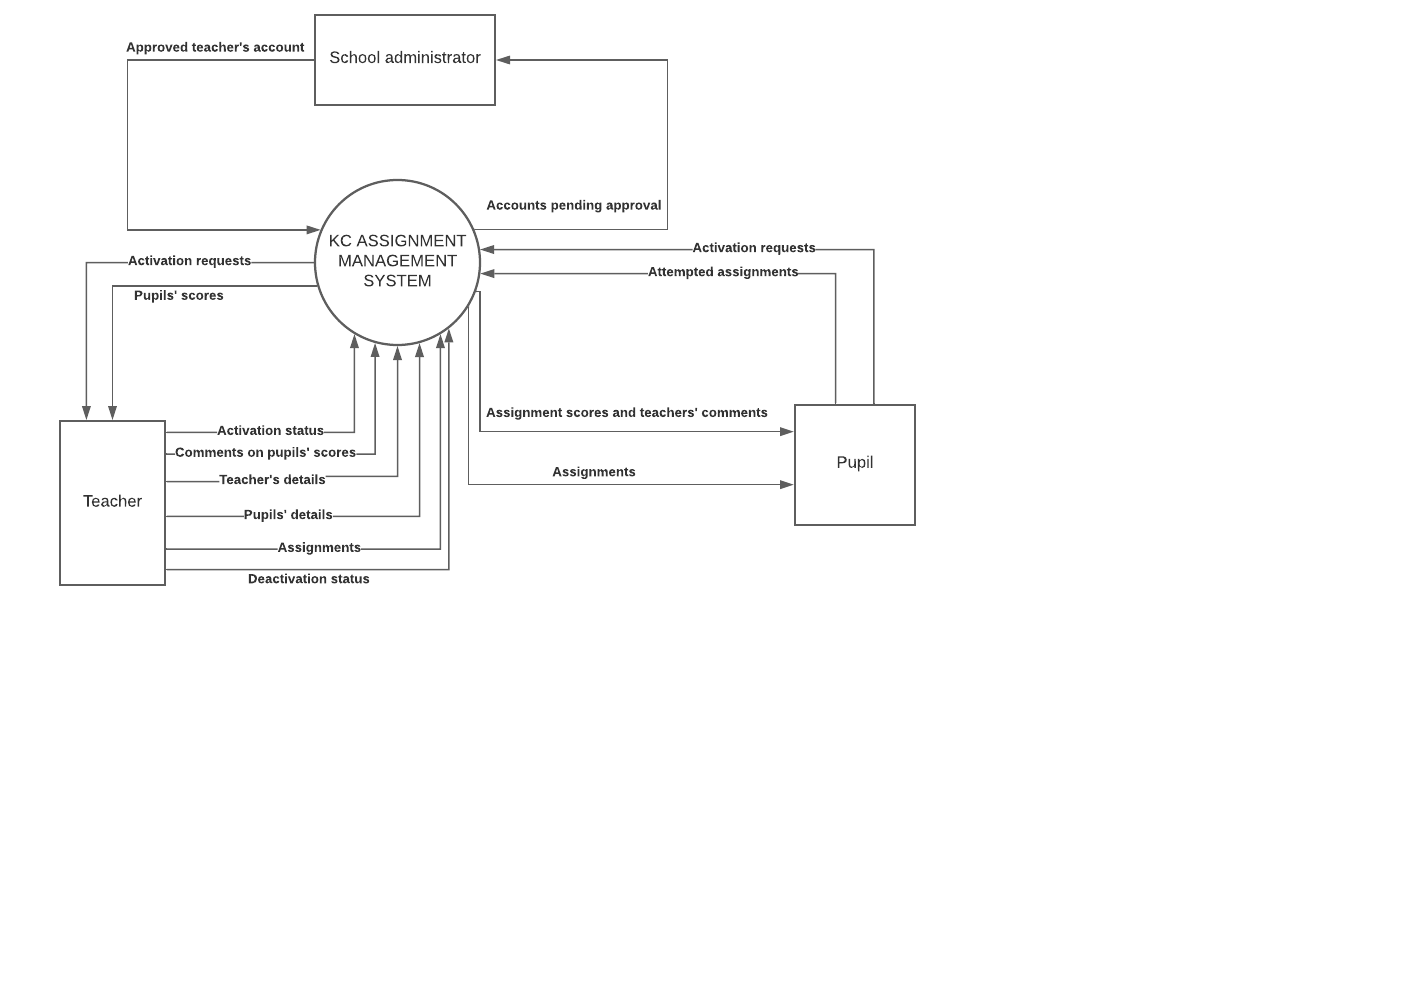 Approved teacher's account
School administrator
Accounts pending approval
KC ASSIGNMENT
MANAGEMENT
SYSTEM
Activation requests
Activation requests
Attempted assignments
Pupils' scores
Assignment scores and teachers' comments
Activation status
Comments on pupils' scores
Pupil
Assignments
Teacher's details
Teacher
Pupils' details
Assignments
Deactivation status